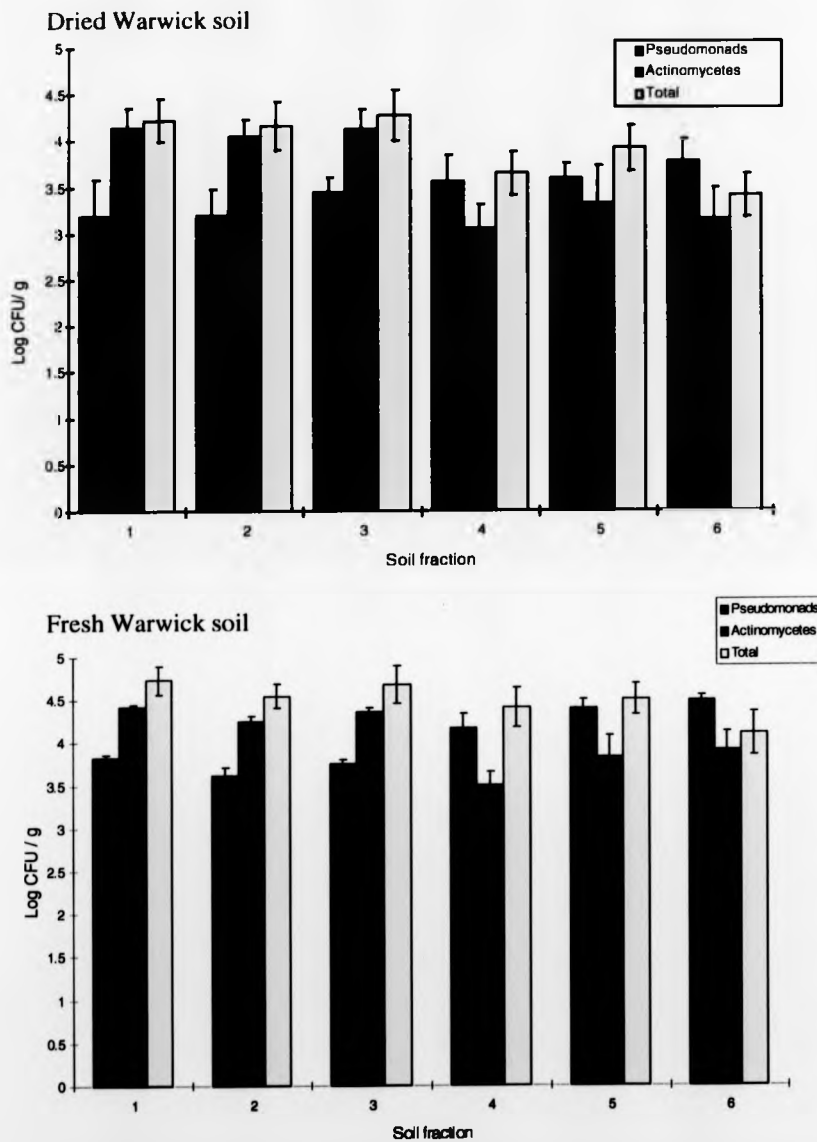 Dried Warwick soil
Pseudomonads
Actinomycetes
Total
5
4.5
4
3.5
3
2.5
2
1.5
1
0.5
0
Log CFU/ g
1 2 3 4 5 6
Soil fraction
Fresh Warwick soil
Pseudomonads
Actinomycetes
Total
5
4.5
4
3.5
3
2.5
2
1.5
1
0.5
0
Log CFU / g
1 2 3 4 5 6
Soil fraction